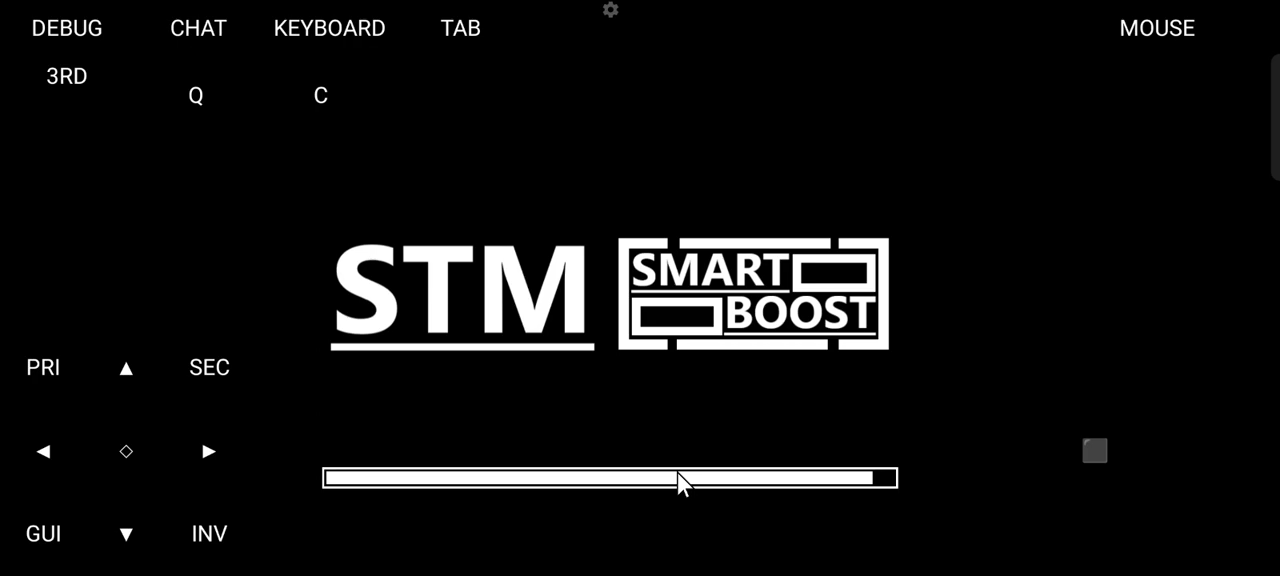 DEBUG CHAT KEYBOARD TAB MOUSE
3RD
Q C
STM SMART BOOST
PRI ▲ SEC
◀ ◇ ▶
GUI ▼ INV